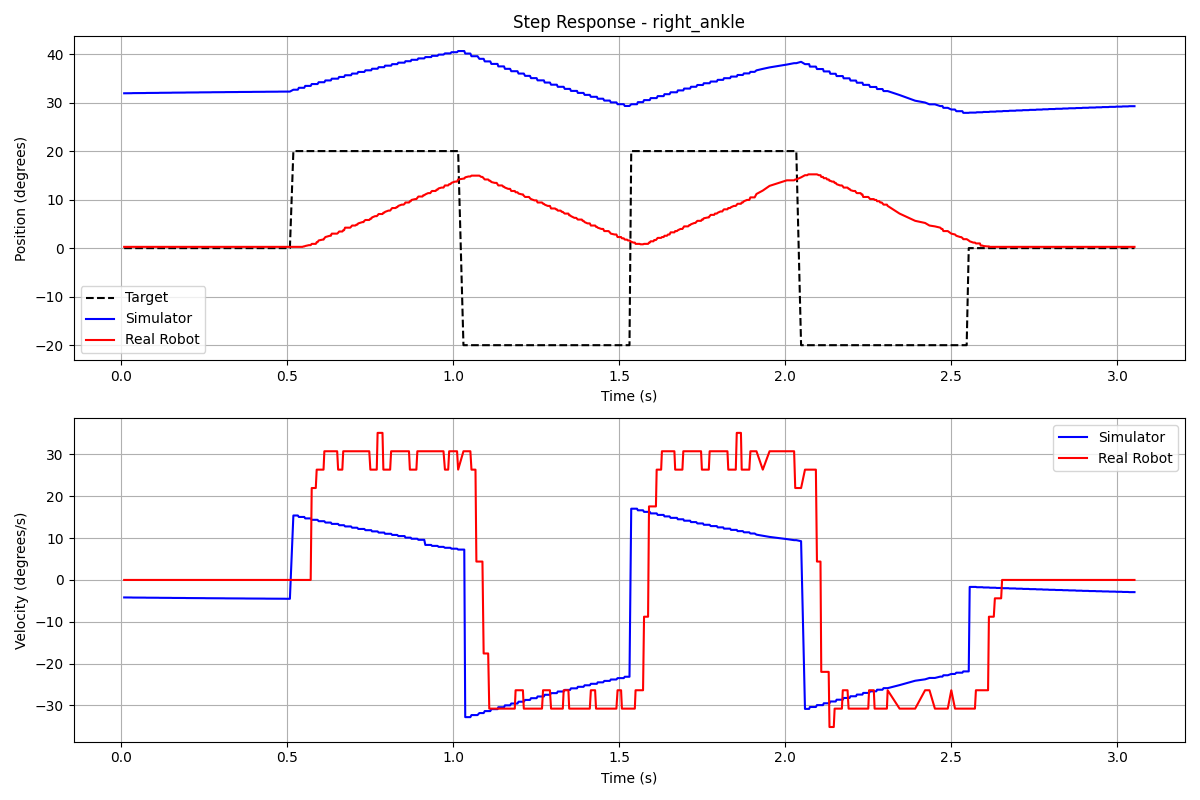 Step Response - right_ankle
Position (degrees)
40
30
20
10
0
−10
−20
Target
Simulator
Real Robot
0.0 0.5 1.0 1.5 2.0 2.5 3.0
Time (s)
Velocity (degrees/s)
30
20
10
0
−10
−20
−30
Simulator
Real Robot
0.0 0.5 1.0 1.5 2.0 2.5 3.0
Time (s)